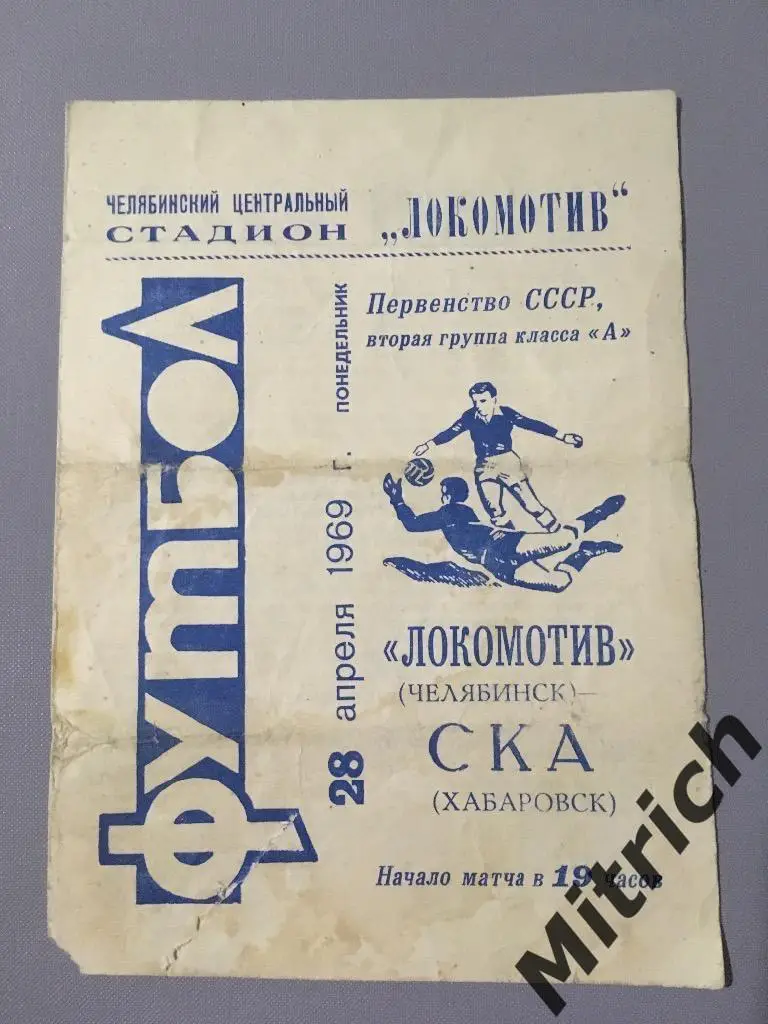 ЧЕЛЯБИНСКИЙ ЦЕНТРАЛЬНЫЙ
СТАДИОН „ЛОКОМОТИВ“
ФУТБОЛ
28 апреля 1969 г. ПОНЕДЕЛЬНИК
Первенство СССР,
вторая группа класса «А»
«ЛОКОМОТИВ»
(ЧЕЛЯБИНСК)—
СКА
(ХАБАРОВСК)
Начало матча в 19 часов
Mitrich